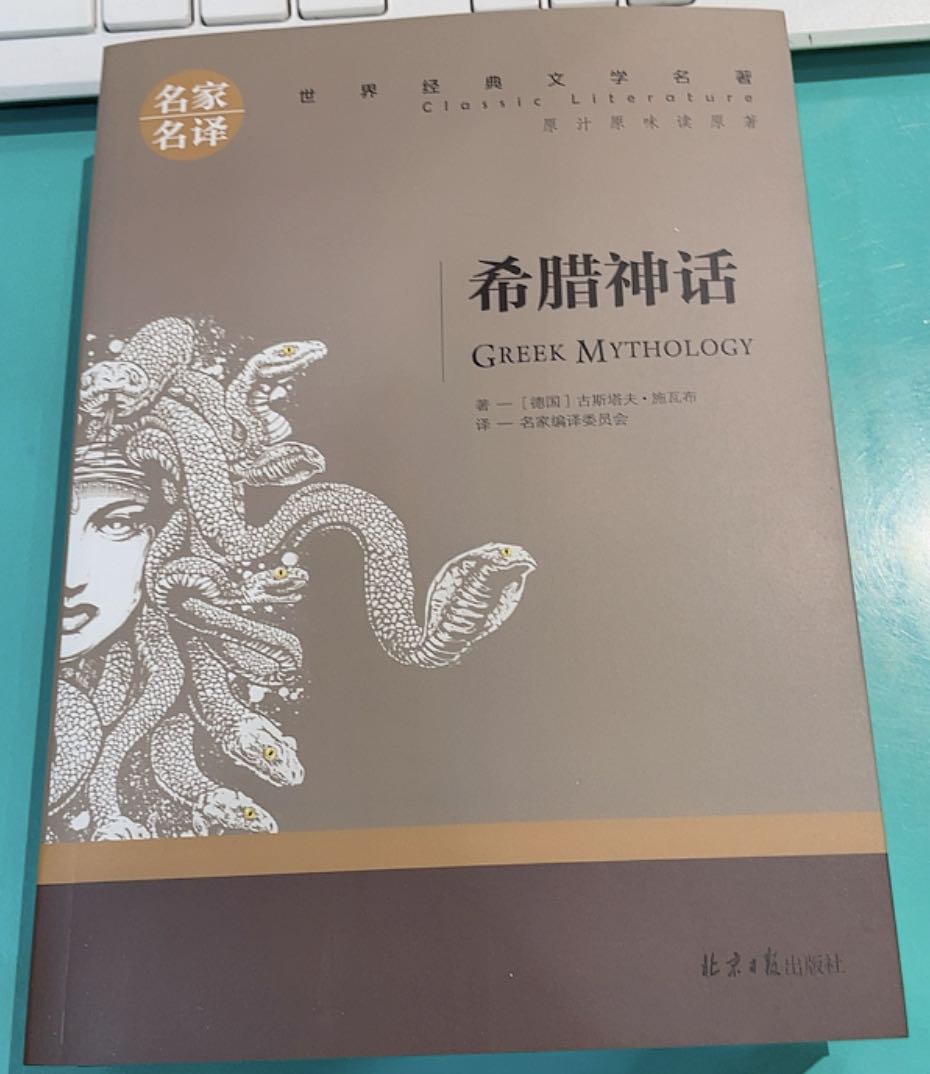 名家
名译
世界经典文学名著
Classic Literature
原汁原味读原著
希腊神话
GREEK MYTHOLOGY
著一［德国］古斯塔夫·施瓦布
译一名家编译委员会
北京日报出版社